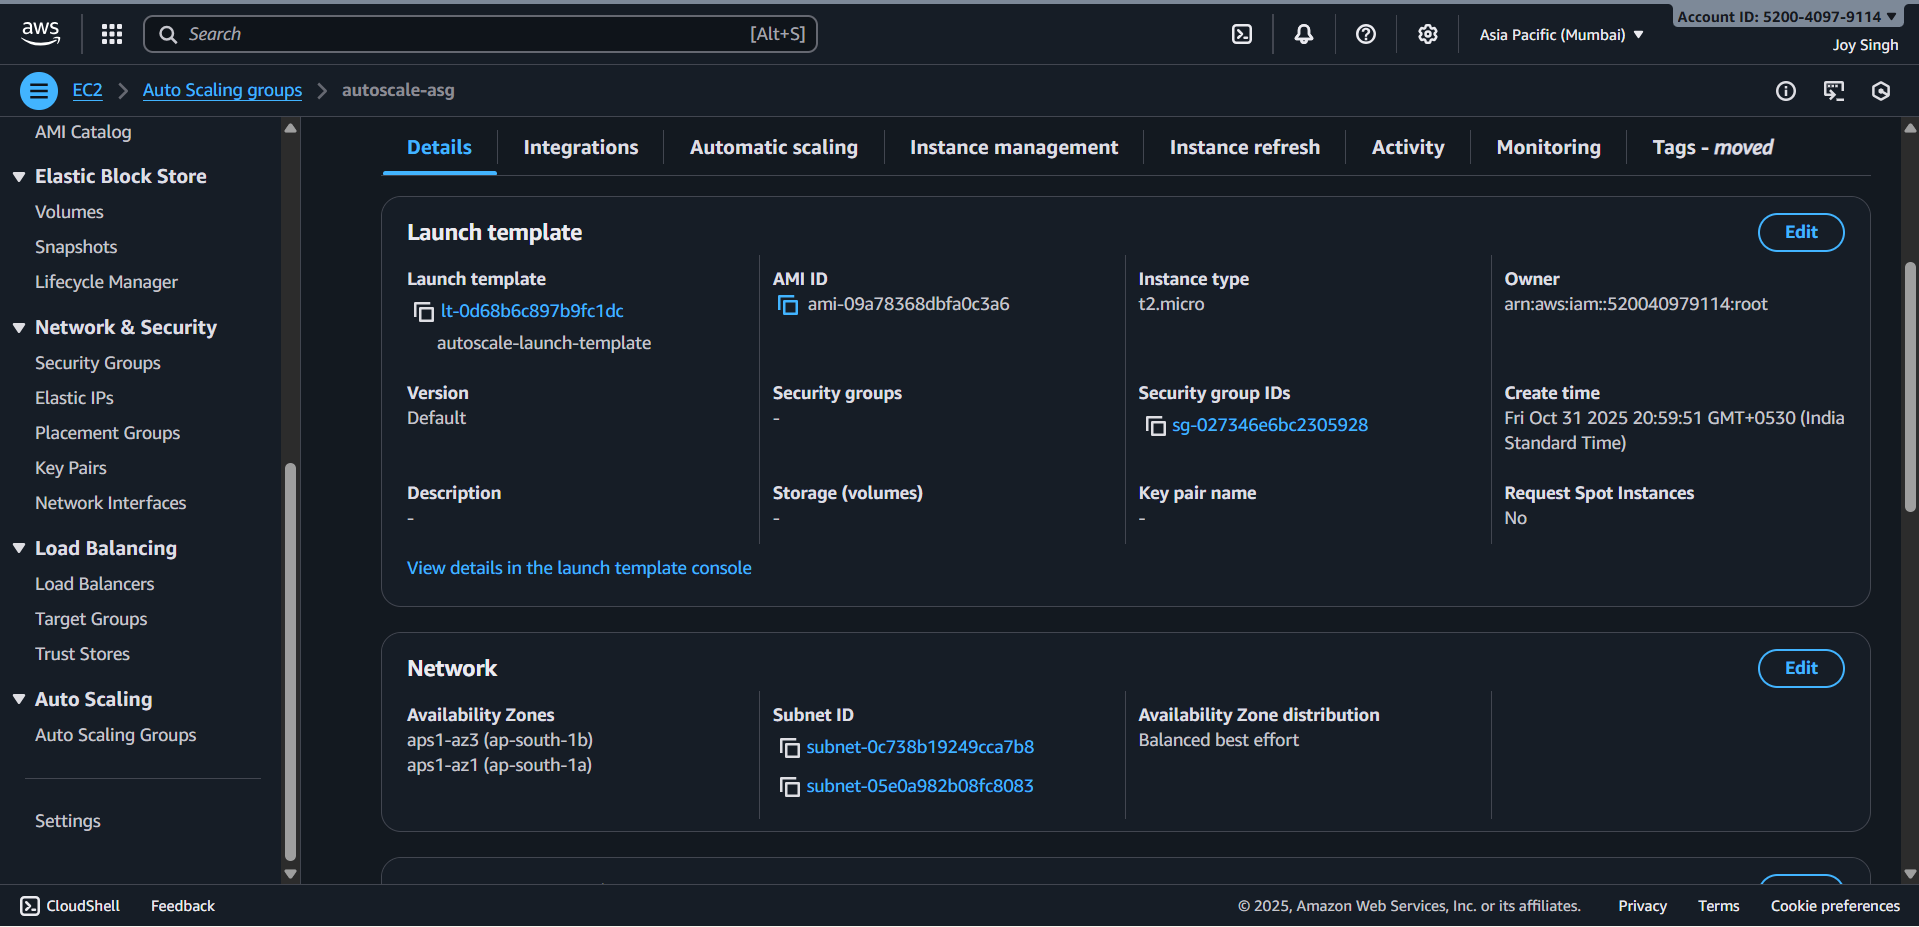 aws
Search
[Alt+S]
Asia Pacific (Mumbai)
Account ID: 5200-4097-9114
Joy Singh
EC2
Auto Scaling groups
autoscale-asg
AMI Catalog
Elastic Block Store
Volumes
Snapshots
Lifecycle Manager
Network & Security
Security Groups
Elastic IPs
Placement Groups
Key Pairs
Network Interfaces
Load Balancing
Load Balancers
Target Groups
Trust Stores
Auto Scaling
Auto Scaling Groups
Settings
Details
Integrations
Automatic scaling
Instance management
Instance refresh
Activity
Monitoring
Tags - moved
Launch template
Edit
Launch template
lt-0d68b6c897b9fc1dc
autoscale-launch-template
AMI ID
ami-09a78368dbfa0c3a6
Instance type
t2.micro
Owner
arn:aws:iam::520040979114:root
Version
Default
Security groups
-
Security group IDs
sg-027346e6bc2305928
Create time
Fri Oct 31 2025 20:59:51 GMT+0530 (India
Standard Time)
Description
-
Storage (volumes)
-
Key pair name
-
Request Spot Instances
No
View details in the launch template console
Network
Edit
Availability Zones
aps1-az3 (ap-south-1b)
aps1-az1 (ap-south-1a)
Subnet ID
subnet-0c738b19249cca7b8
subnet-05e0a982b08fc8083
Availability Zone distribution
Balanced best effort
CloudShell
Feedback
© 2025, Amazon Web Services, Inc. or its affiliates.
Privacy
Terms
Cookie preferences